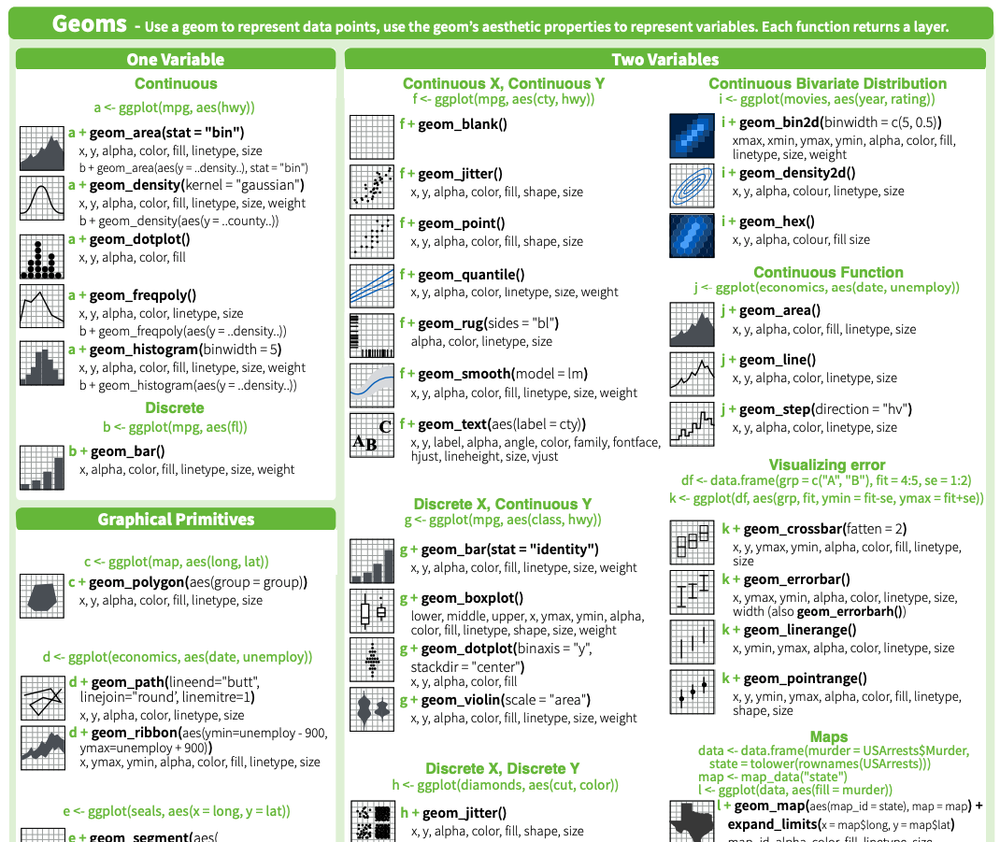 Geoms - Use a geom to represent data points, use the geom's aesthetic properties to represent variables. Each function returns a layer.
One Variable
Continuous
a <- ggplot(mpg, aes(hwy))
a + geom_area(stat = "bin")
x, y, alpha, color, fill, linetype, size
b + geom_area(aes(y = ..density..), stat = "bin")
a + geom_density(kernel = "gaussian")
x, y, alpha, color, fill, linetype, size, weight
b + geom_density(aes(y = ..county..))
a + geom_dotplot()
x, y, alpha, color, fill
a + geom_freqpoly()
x, y, alpha, color, linetype, size
b + geom_freqpoly(aes(y = ..density..))
a + geom_histogram(binwidth = 5)
x, y, alpha, color, fill, linetype, size, weight
b + geom_histogram(aes(y = ..density..))
Discrete
b <- ggplot(mpg, aes(fl))
b + geom_bar()
x, alpha, color, fill, linetype, size, weight
Graphical Primitives
c <- ggplot(map, aes(long, lat))
c + geom_polygon(aes(group = group))
x, y, alpha, color, fill, linetype, size
d <- ggplot(economics, aes(date, unemploy))
d + geom_path(lineend="butt",
linejoin="round', linemitre=1)
x, y, alpha, color, linetype, size
d + geom_ribbon(aes(ymin=unemploy - 900,
ymax=unemploy + 900))
x, ymax, ymin, alpha, color, fill, linetype, size
e <- ggplot(seals, aes(x = long, y = lat))
e + geom_segment(aes(
Two Variables
Continuous X, Continuous Y
f <- ggplot(mpg, aes(cty, hwy))
f + geom_blank()
f + geom_jitter()
x, y, alpha, color, fill, shape, size
f + geom_point()
x, y, alpha, color, fill, shape, size
f + geom_quantile()
x, y, alpha, color, linetype, size, weight
f + geom_rug(sides = "bl")
alpha, color, linetype, size
f + geom_smooth(model = lm)
x, y, alpha, color, fill, linetype, size, weight
C
AB
f + geom_text(aes(label = cty))
x, y, label, alpha, angle, color, family, fontface,
hjust, lineheight, size, vjust
Discrete X, Continuous Y
g <- ggplot(mpg, aes(class, hwy))
g + geom_bar(stat = "identity")
x, y, alpha, color, fill, linetype, size, weight
g + geom_boxplot()
lower, middle, upper, x, ymax, ymin, alpha,
color, fill, linetype, shape, size, weight
g + geom_dotplot(binaxis = "y",
stackdir = "center")
x, y, alpha, color, fill
g + geom_violin(scale = "area")
x, y, alpha, color, fill, linetype, size, weight
Discrete X, Discrete Y
h <- ggplot(diamonds, aes(cut, color))
h + geom_jitter()
x, y, alpha, color, fill, shape, size
Continuous Bivariate Distribution
i <- ggplot(movies, aes(year, rating))
i + geom_bin2d(binwidth = c(5, 0.5))
xmax, xmin, ymax, ymin, alpha, color, fill,
linetype, size, weight
i + geom_density2d()
x, y, alpha, colour, linetype, size
i + geom_hex()
x, y, alpha, colour, fill size
Continuous Function
j <- ggplot(economics, aes(date, unemploy))
j + geom_area()
x, y, alpha, color, fill, linetype, size
j + geom_line()
x, y, alpha, color, linetype, size
j + geom_step(direction = "hv")
x, y, alpha, color, linetype, size
Visualizing error
df <- data.frame(grp = c("A", "B"), fit = 4:5, se = 1:2)
k <- ggplot(df, aes(grp, fit, ymin = fit-se, ymax = fit+se))
k + geom_crossbar(fatten = 2)
x, y, ymax, ymin, alpha, color, fill, linetype,
size
k + geom_errorbar()
x, ymax, ymin, alpha, color, linetype, size,
width (also geom_errorbarh())
k + geom_linerange()
x, ymin, ymax, alpha, color, linetype, size
k + geom_pointrange()
x, y, ymin, ymax, alpha, color, fill, linetype,
shape, size
Maps
data <- data.frame(murder = USArrests$Murder,
state = tolower(rownames(USArrests)))
map <- map_data("state")
l <- ggplot(data, aes(fill = murder))
l + geom_map(aes(map_id = state), map = map) +
expand_limits(x = map$long, y = map$lat)
map_id, alpha, color, fill, linetype, size